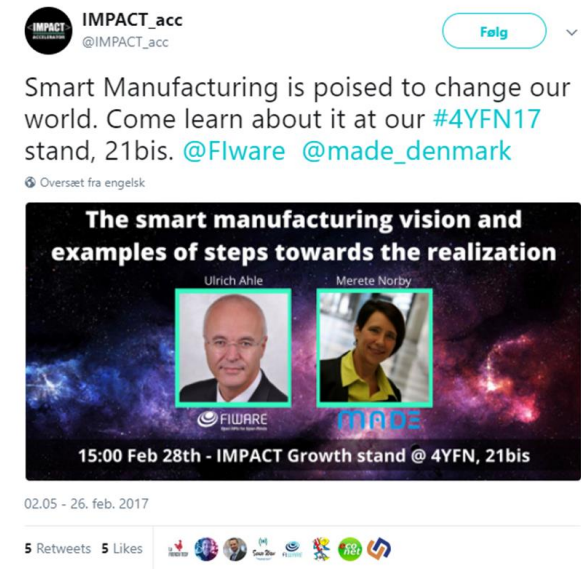 IMPACT_acc
@IMPACT_acc
Følg
Smart Manufacturing is poised to change our
world. Come learn about it at our #4YFN17
stand, 21bis. @FIware @made_denmark
Oversæt fra engelsk
The smart manufacturing vision and
examples of steps towards the realization
Ulrich Ahle
Merete Norby
FIWARE
MADE
15:00 Feb 28th - IMPACT Growth stand @ 4YFN, 21bis
02.05 - 26. feb. 2017
5 Retweets 5 Likes